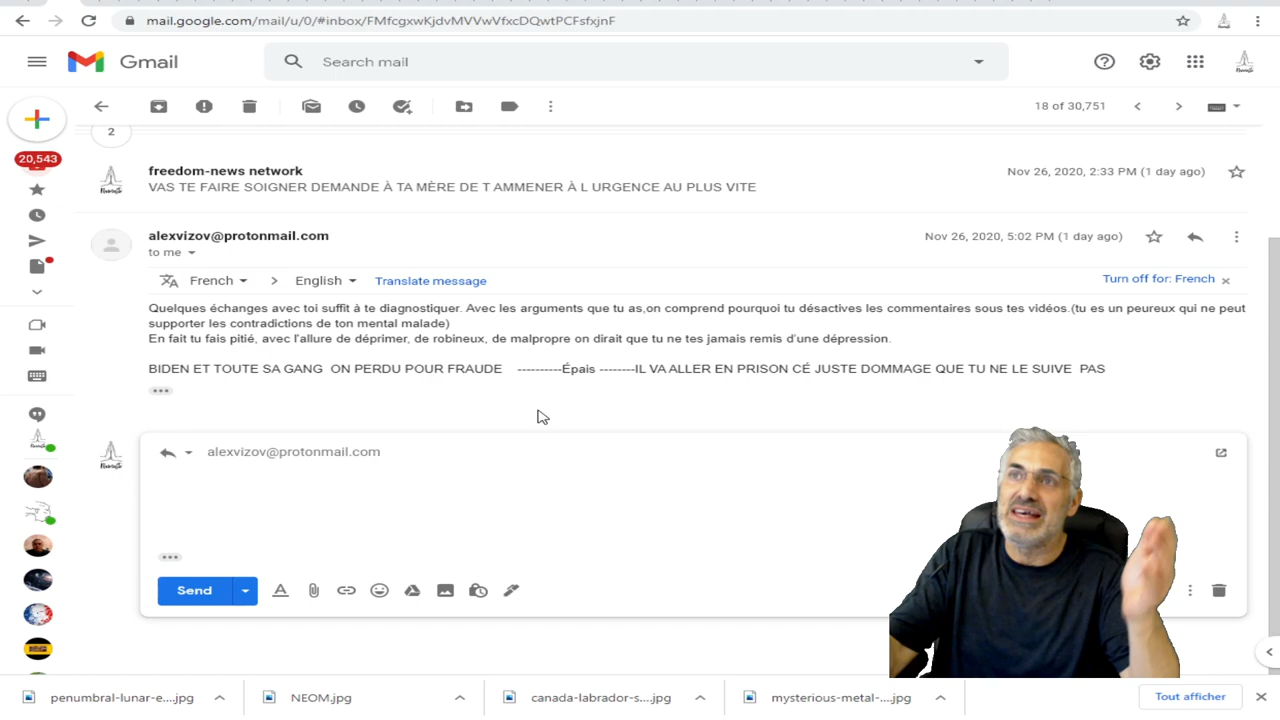 mail.google.com/mail/u/0/#inbox/FMfcgxwKjdvMVVwVfxcDQwtPCFsfxjnF
Gmail
Search mail
18 of 30,751
2
20,543
freedom-news network
Nov 26, 2020, 2:33 PM (1 day ago)
VAS TE FAIRE SOIGNER DEMANDE À TA MÈRE DE T AMMENER À L URGENCE AU PLUS VITE
alexvizov@protonmail.com
Nov 26, 2020, 5:02 PM (1 day ago)
to me
French > English Translate message
Turn off for: French x
Quelques échanges avec toi suffit à te diagnostiquer. Avec les arguments que tu as,on comprend pourquoi tu désactives les commentaires sous tes vidéos.(tu es un peureux qui ne peut
supporter les contradictions de ton mental malade)
En fait tu fais pitié, avec l'allure de déprimer, de robineux, de malpropre on dirait que tu ne tes jamais remis d'une dépression.
BIDEN ET TOUTE SA GANG ON PERDU POUR FRAUDE ----------Épais --------IL VA ALLER EN PRISON CÉ JUSTE DOMMAGE QUE TU NE LE SUIVE PAS
alexvizov@protonmail.com
Send
penumbral-lunar-e....jpg
NEOM.jpg
canada-labrador-s....jpg
mysterious-metal-....jpg
Tout afficher